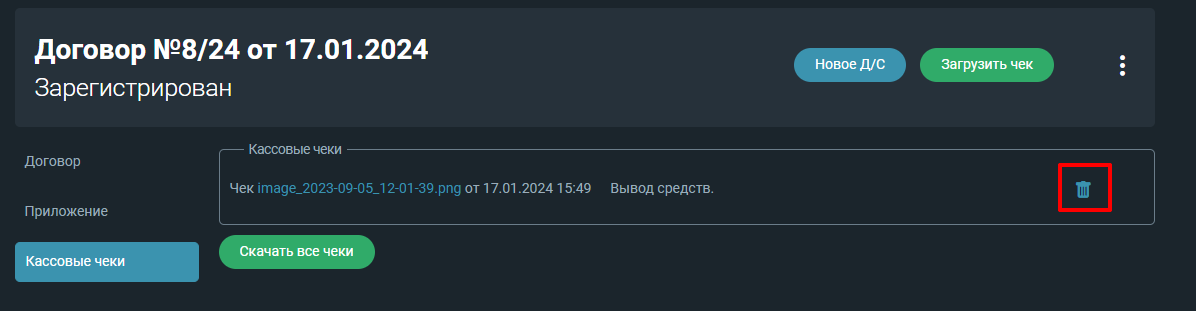 Договор №8/24 от 17.01.2024
Зарегистрирован
Новое Д/С
Загрузить чек
Договор
Приложение
Кассовые чеки
Кассовые чеки
Чек image_2023-09-05_12-01-39.png от 17.01.2024 15:49 Вывод средств.
Скачать все чеки